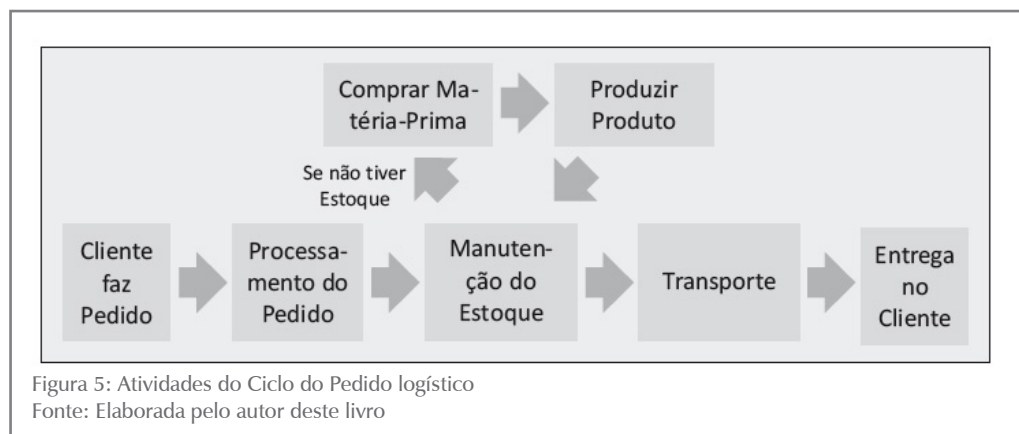 Comprar Ma-
téria-Prima
Produzir
Produto
Se não tiver
Estoque
Cliente
faz
Pedido
Processa-
mento do
Pedido
Manuten-
ção do
Estoque
Transporte
Entrega
no
Cliente
Figura 5: Atividades do Ciclo do Pedido logístico
Fonte: Elaborada pelo autor deste livro